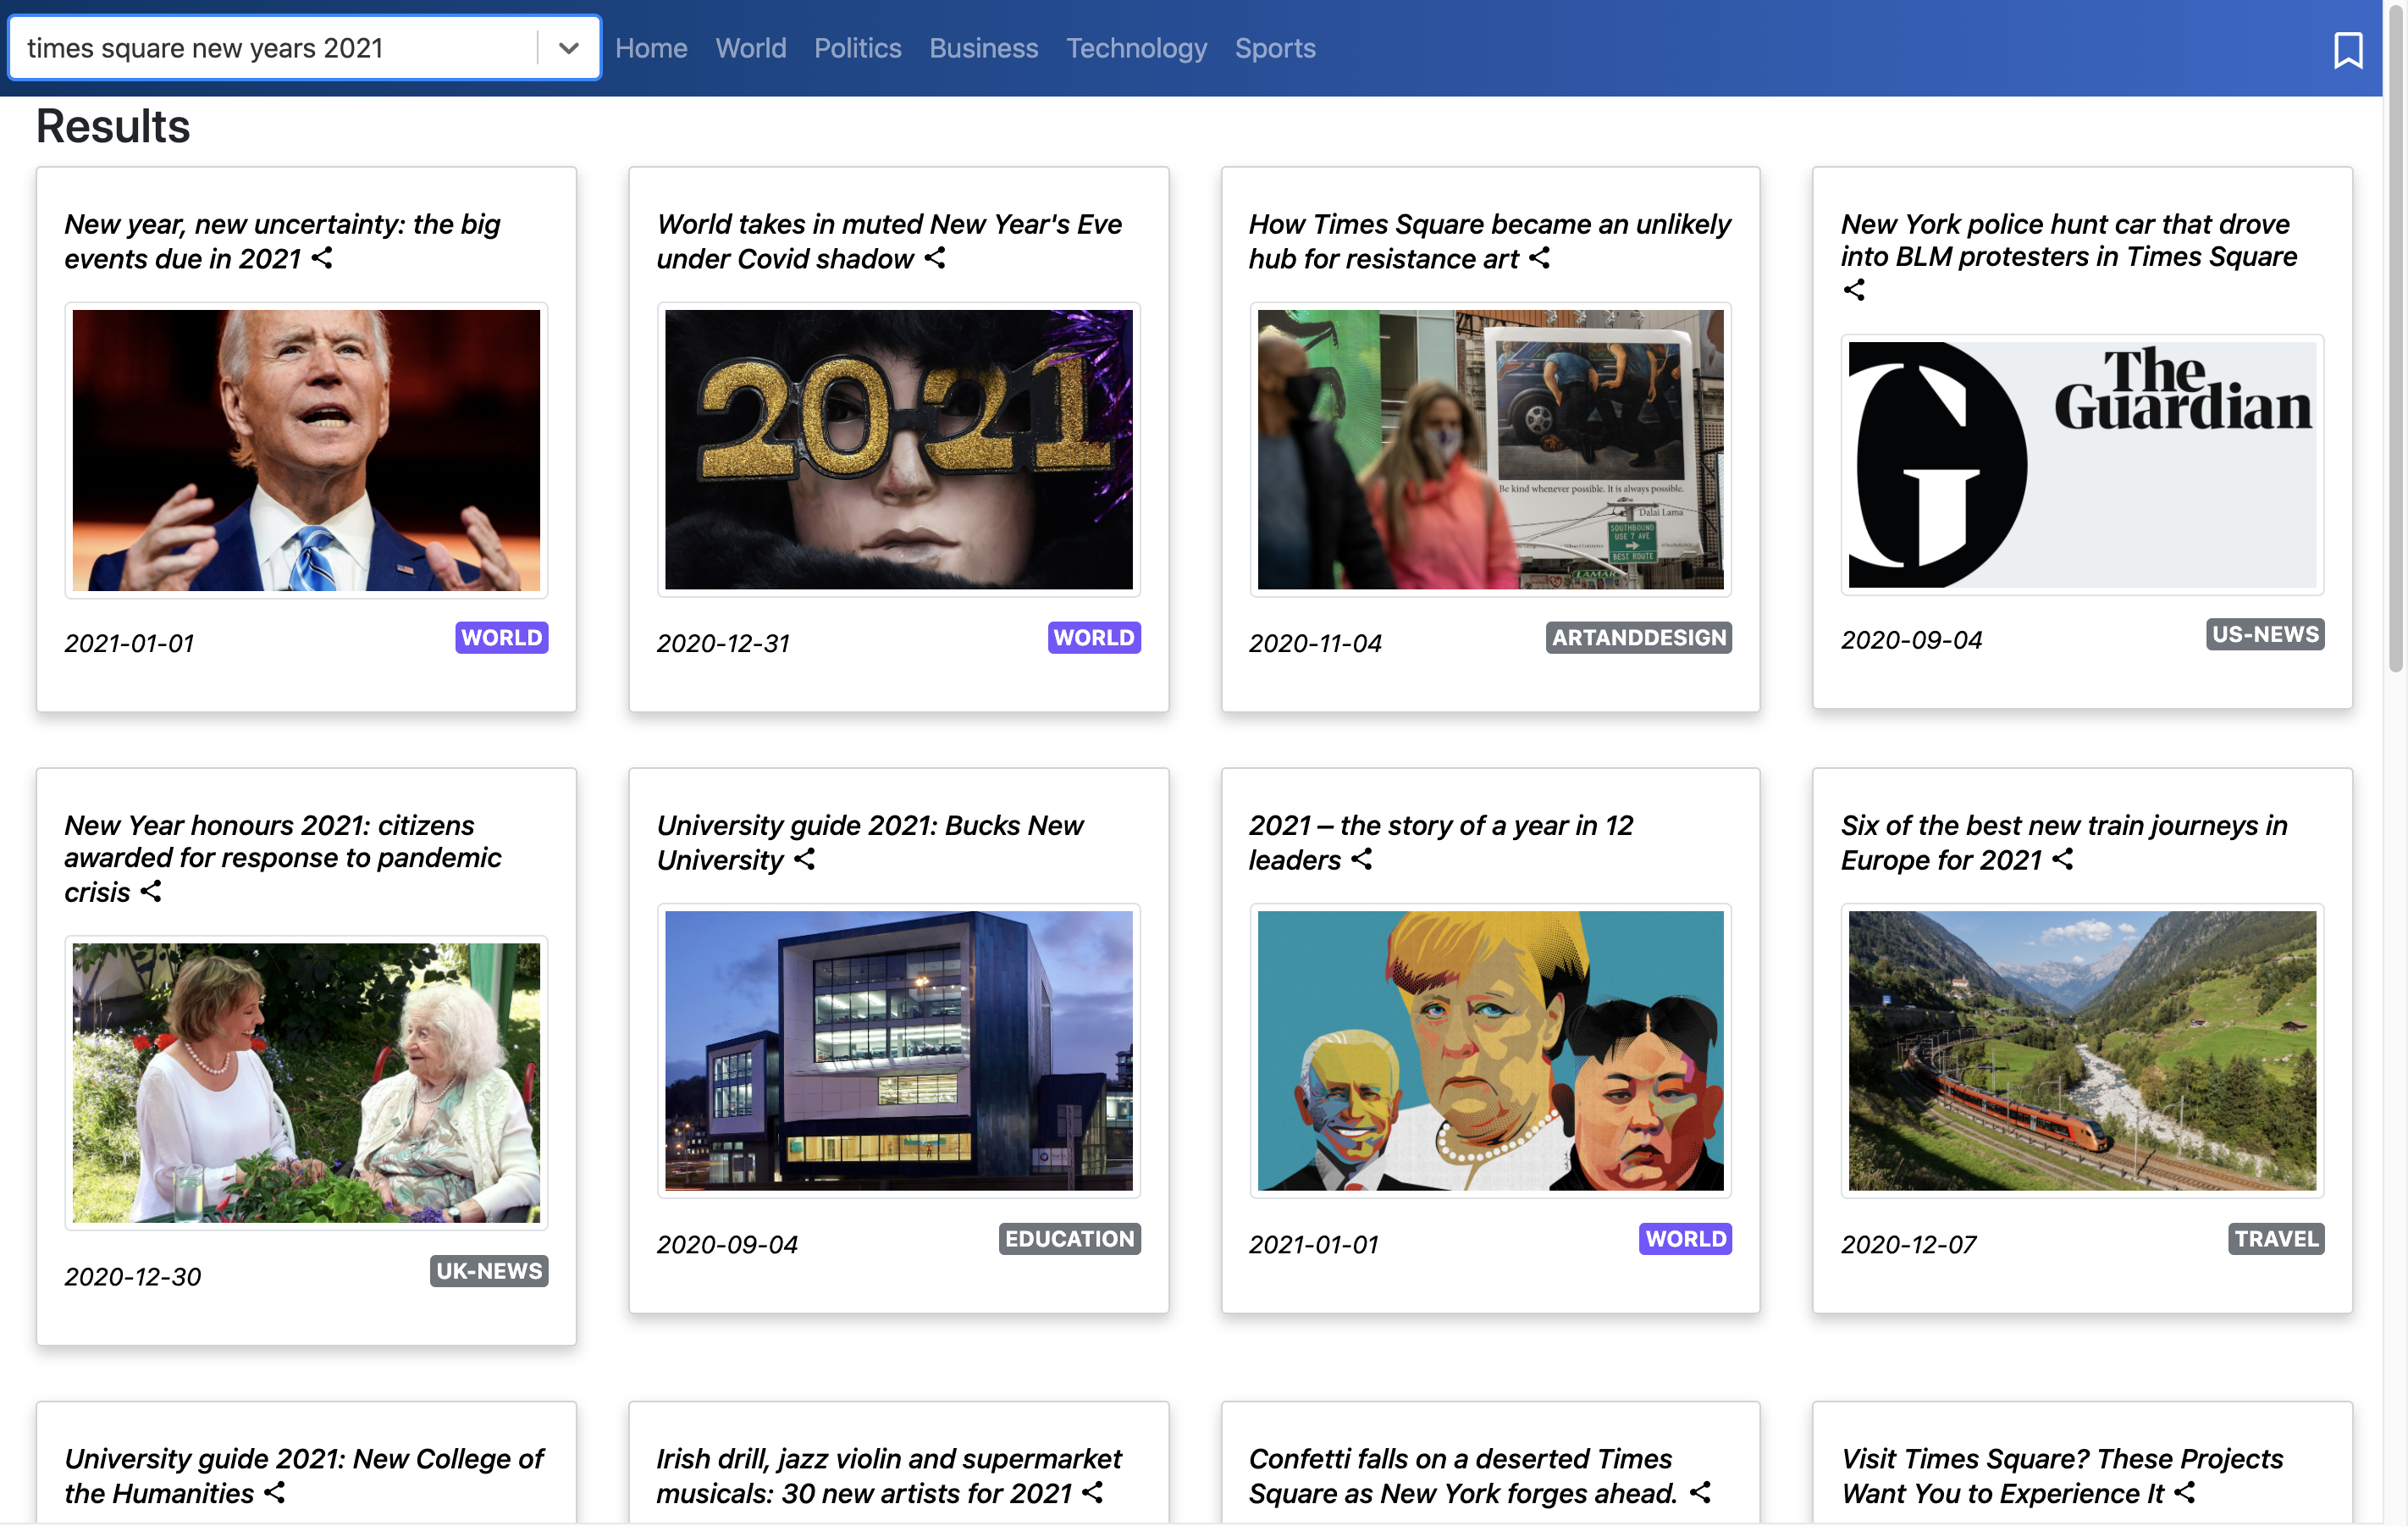 times square new years 2021
Home World Politics Business Technology Sports
Results
New year, new uncertainty: the big
events due in 2021
2021-01-01 WORLD
World takes in muted New Year's Eve
under Covid shadow
2021
2020-12-31 WORLD
How Times Square became an unlikely
hub for resistance art
Be kind whenever possible. It is always possible.
Dalai Lama
SOUTHBOUND
USE 7 AVE
BEST ROUTE
LAMAR
2020-11-04 ARTANDDESIGN
New York police hunt car that drove
into BLM protesters in Times Square
G
The
Guardian
2020-09-04 US-NEWS
New Year honours 2021: citizens
awarded for response to pandemic
crisis
2020-12-30 UK-NEWS
University guide 2021: Bucks New
University
2020-09-04 EDUCATION
2021 – the story of a year in 12
leaders
2021-01-01 WORLD
Six of the best new train journeys in
Europe for 2021
2020-12-07 TRAVEL
University guide 2021: New College of
the Humanities
Irish drill, jazz violin and supermarket
musicals: 30 new artists for 2021
Confetti falls on a deserted Times
Square as New York forges ahead.
Visit Times Square? These Projects
Want You to Experience It